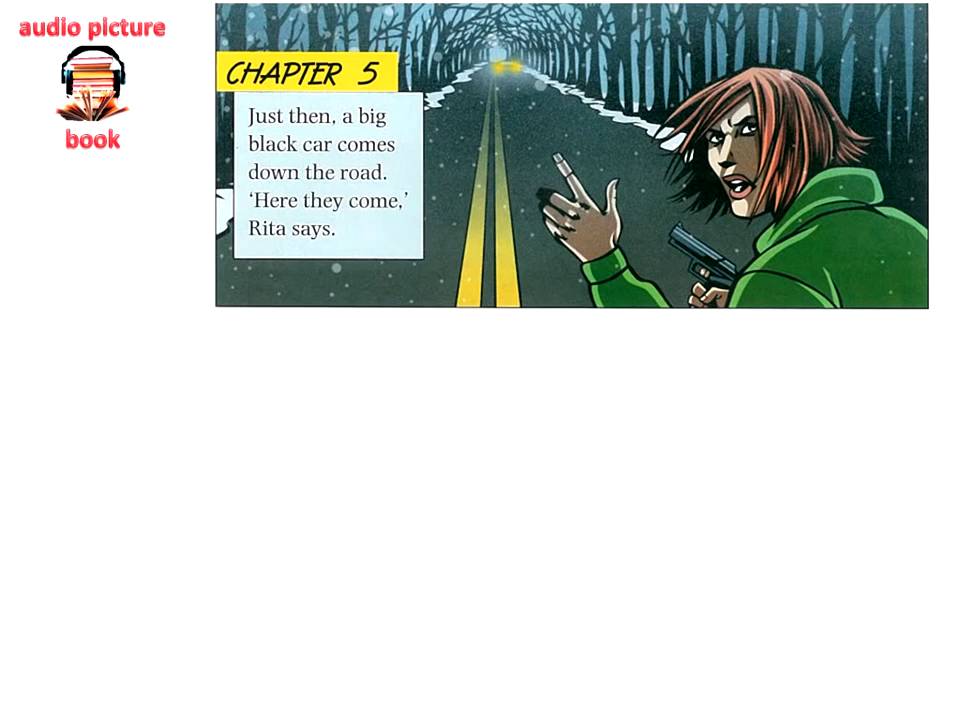 audio picture
book
CHAPTER 5
Just then, a big
black car comes
down the road.
‘Here they come,’
Rita says.